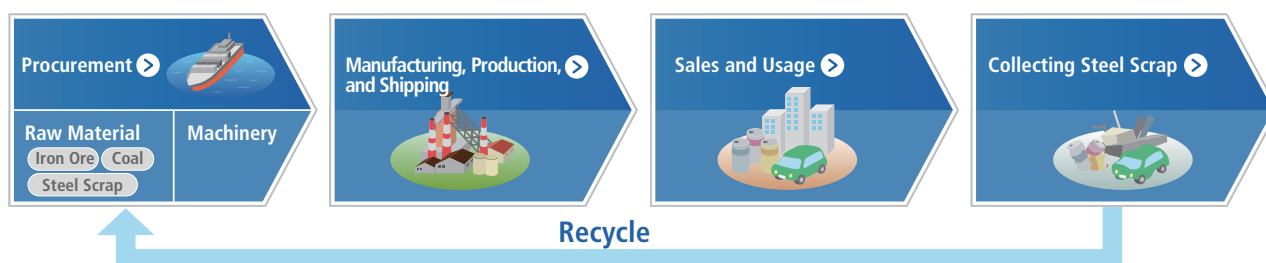 Procurement
Raw Material
Iron Ore
Coal
Steel Scrap
Machinery
Manufacturing, Production,
and Shipping
Sales and Usage
Collecting Steel Scrap
Recycle